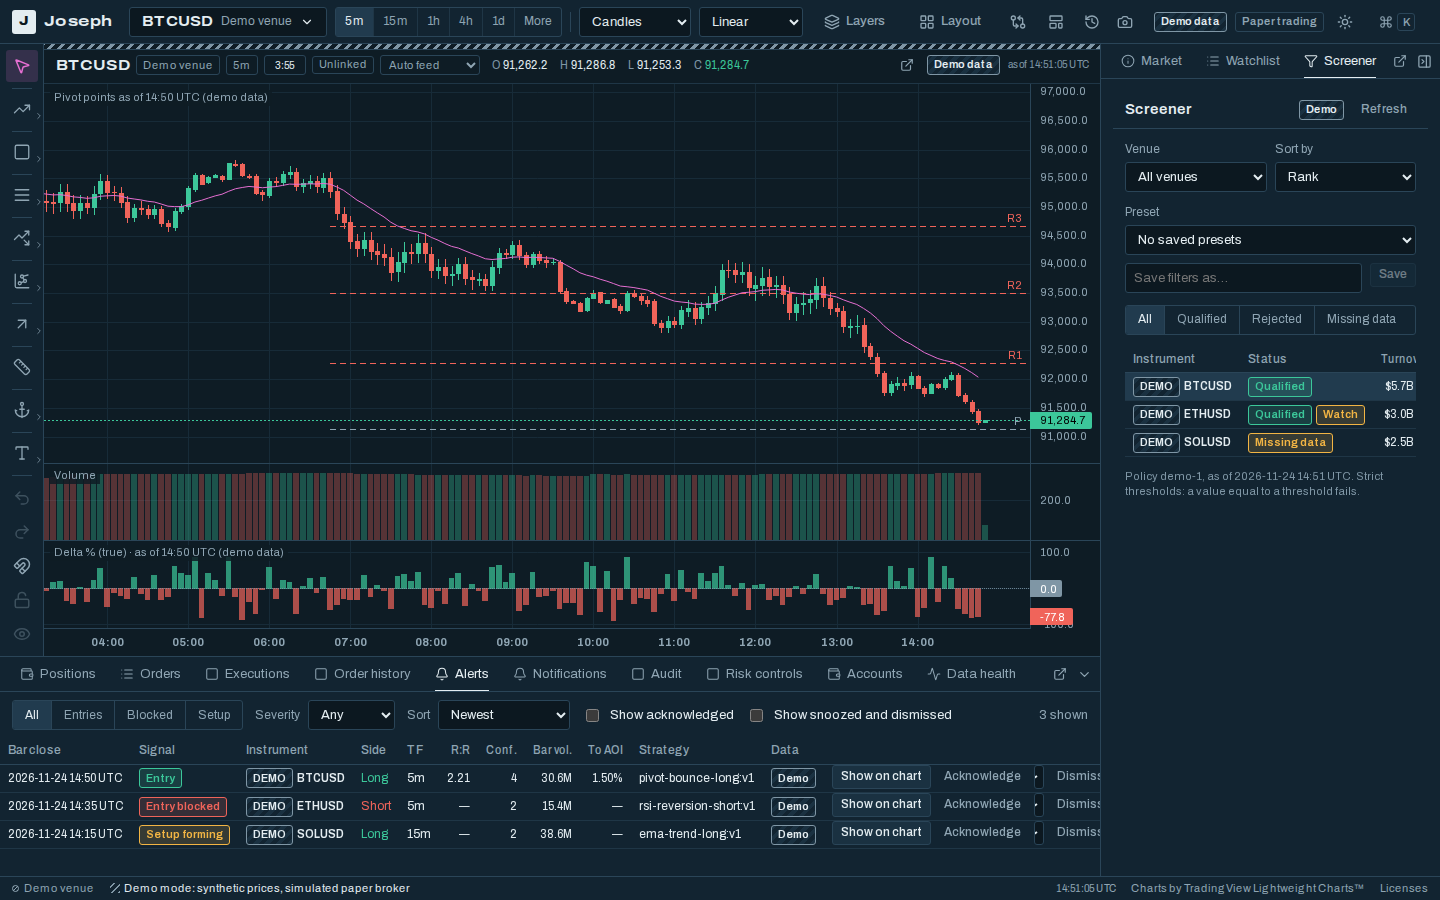 J Joseph BTCUSD Demo venue 5m 15m 1h 4h 1d More Candles Linear Layers Layout Demo data Paper trading ⌘ K
BTCUSD Demo venue 5m 3:55 Unlinked Auto feed O 91,262.2 H 91,286.8 L 91,253.3 C 91,284.7 Demo data as of 14:51:05 UTC
Market Watchlist Screener
Pivot points as of 14:50 UTC (demo data)
97,000.0
96,500.0
96,000.0
95,500.0
95,000.0
94,500.0
94,000.0
93,500.0
93,000.0
92,500.0
92,000.0
91,500.0
91,284.7
91,000.0
R3
R2
R1
P
Volume
200.0
Delta % (true) · as of 14:50 UTC (demo data)
100.0
0.0
-77.8
04:00 05:00 06:00 07:00 08:00 09:00 10:00 11:00 12:00 13:00 14:00
Screener Demo Refresh
Venue Sort by
All venues Rank
Preset
No saved presets
Save filters as... Save
All Qualified Rejected Missing data
Instrument Status Turnov
DEMO BTCUSD Qualified $5.7B
DEMO ETHUSD Qualified Watch $3.0B
DEMO SOLUSD Missing data $2.5B
Policy demo-1, as of 2026-11-24 14:51 UTC. Strict
thresholds: a value equal to a threshold fails.
Positions Orders Executions Order history Alerts Notifications Audit Risk controls Accounts Data health
All Entries Blocked Setup Severity Any Sort Newest Show acknowledged Show snoozed and dismissed 3 shown
Bar close Signal Instrument Side TF R:R Conf. Bar vol. To AOI Strategy Data
2026-11-24 14:50 UTC Entry DEMO BTCUSD Long 5m 2.21 4 30.6M 1.50% pivot-bounce-long:v1 Demo Show on chart Acknowledge Dismiss
2026-11-24 14:35 UTC Entry blocked DEMO ETHUSD Short 5m — 2 15.4M — rsi-reversion-short:v1 Demo Show on chart Acknowledge Dismiss
2026-11-24 14:15 UTC Setup forming DEMO SOLUSD Long 15m — 2 38.6M — ema-trend-long:v1 Demo Show on chart Acknowledge Dismiss
Demo venue Demo mode: synthetic prices, simulated paper broker 14:51:05 UTC Charts by TradingView Lightweight Charts™ Licenses